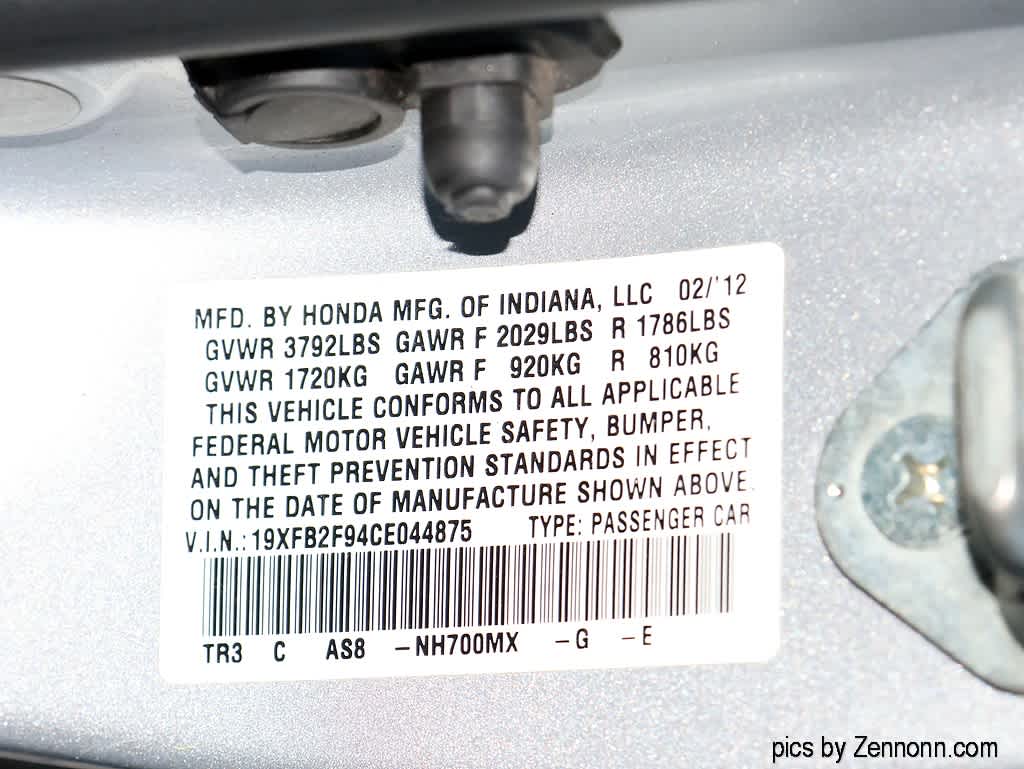 MFD. BY HONDA MFG. OF INDIANA, LLC 02/'12
GVWR 3792LBS GAWR F 2029LBS R 1786LBS
GVWR 1720KG GAWR F 920KG R 810KG
THIS VEHICLE CONFORMS TO ALL APPLICABLE
FEDERAL MOTOR VEHICLE SAFETY, BUMPER,
AND THEFT PREVENTION STANDARDS IN EFFECT
ON THE DATE OF MANUFACTURE SHOWN ABOVE.
V.I.N.: 19XFB2F94CE044875 TYPE: PASSENGER CAR
TR3 C AS8 -NH700MX -G -E
pics by Zennonn.com